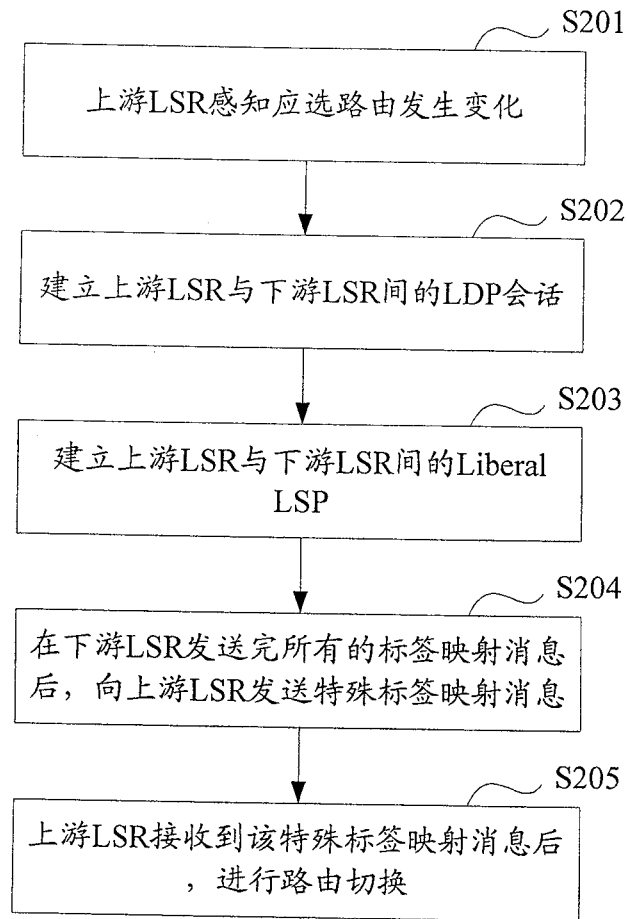 S201
上游LSR感知应选路由发生变化
S202
建立上游LSR与下游LSR间的LDP会话
S203
建立上游LSR与下游LSR间的Liberal
LSP
S204
在下游LSR发送完所有的标签映射消息
后，向上游LSR发送特殊标签映射消息
S205
上游LSR接收到该特殊标签映射消息后
，进行路由切换